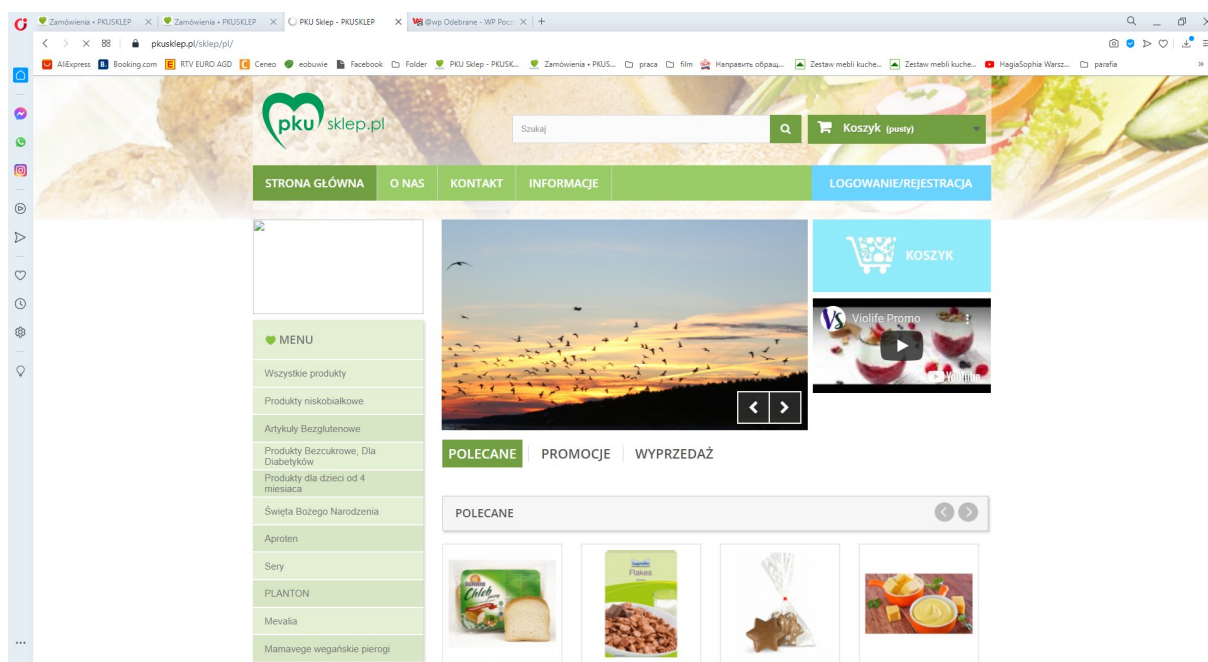 Zamówienia • PKUSKLEP
Zamówienia • PKUSKLEP
PKU Sklep - PKUSKLEP
@wp Odebrane - WP Pocz
pkusklep.pl/sklep/pl/
AliExpress
Booking.com
RTV EURO AGD
Ceneo
eobuwie
Facebook
Folder
PKU Sklep - PKUSK...
Zamówienia • PKUS...
praca
film
Направить обращ...
Zestaw mebli kuche...
Zestaw mebli kuche...
HagiaSophia Warsz...
parafia
pku sklep.pl
Szukaj
Koszyk (pusty)
STRONA GŁÓWNA
O NAS
KONTAKT
INFORMACJE
LOGOWANIE/REJESTRACJA
KOSZYK
VS Violife Promo
YouTube
MENU
Wszystkie produkty
Produkty niskobiałkowe
Artykuły Bezglutenowe
Produkty Bezcukrowe, Dla
Diabetyków
Produkty dla dzieci od 4
miesiaca
Święta Bożego Narodzenia
Aproten
Sery
PLANTON
Mevalia
Mamavege wegańskie pierogi
POLECANE
PROMOCJE
WYPRZEDAŻ
POLECANE
Chleb
Flakes